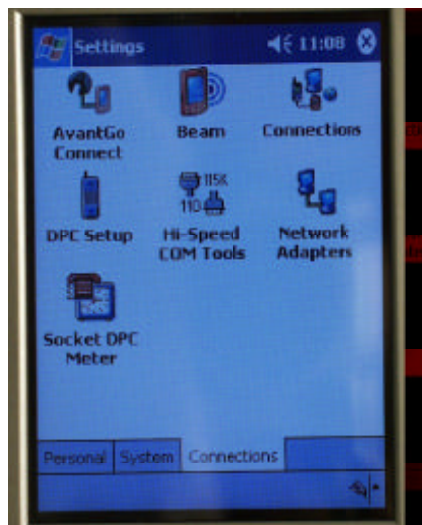 Settings 11:08
AvantGo
Connect
Beam
Connections
115K
110
DPC Setup
Hi-Speed
COM Tools
Network
Adapters
Socket DPC
Meter
Personal System Connections